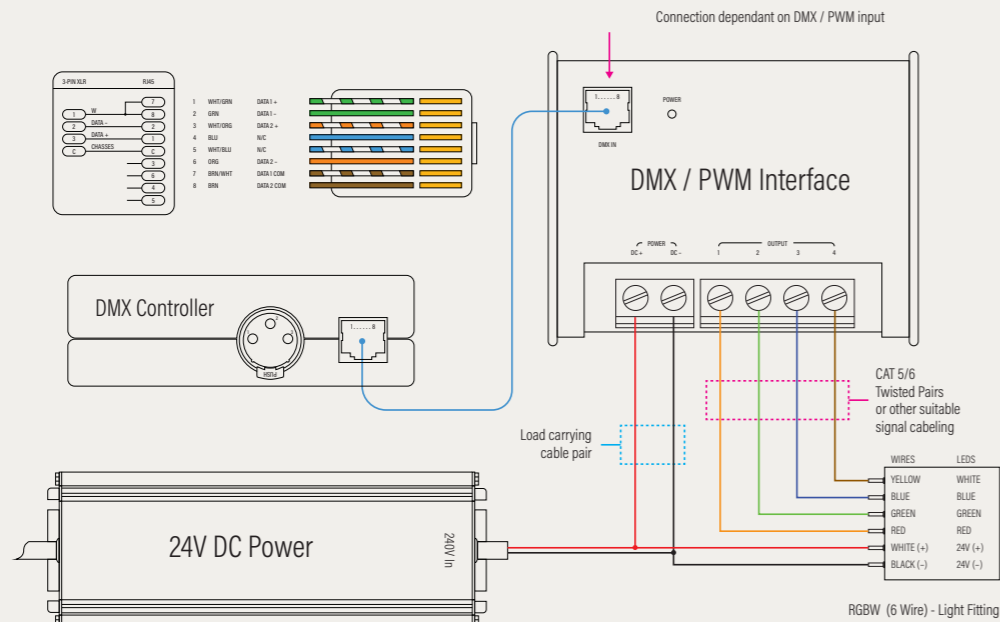 Connection dependant on DMX / PWM input
3-PIN XLR RJ45
7
1 W 8
2 DATA – 2
3 DATA + 1
C CHASSES C
3
6
4
5
1 WHT/GRN DATA 1 +
2 GRN DATA 1 –
3 WHT/ORG DATA 2 +
4 BLU N/C
5 WHT/BLU N/C
6 ORG DATA 2 –
7 BRN/WHT DATA 1 COM
8 BRN DATA 2 COM
1......8
DMX IN
POWER
DMX / PWM Interface
POWER
DC + DC –
OUTPUT
1 2 3 4
DMX Controller
2
1 3
PUSH
1......8
CAT 5/6
Twisted Pairs
or other suitable
signal cabeling
Load carrying
cable pair
WIRES LEDS
YELLOW WHITE
BLUE BLUE
GREEN GREEN
RED RED
WHITE (+) 24V (+)
BLACK (–) 24V (–)
24V DC Power
240V In
RGBW (6 Wire) - Light Fitting